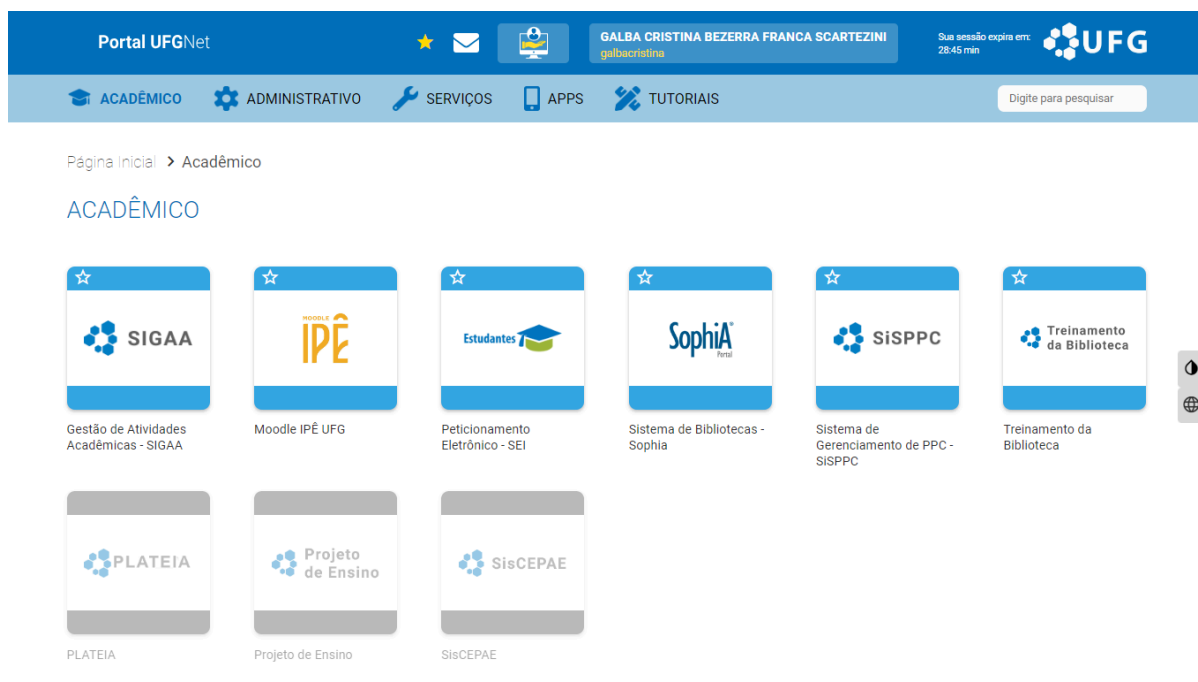 Portal UFGNet
GALBA CRISTINA BEZERRA FRANCA SCARTEZINI
galbacristina
Sua sessão expira em:
28:45 min
UFG
ACADÊMICO
ADMINISTRATIVO
SERVIÇOS
APPS
TUTORIAIS
Digite para pesquisar
Página Inicial > Acadêmico
ACADÊMICO
SIGAA
MOODLE
IPÊ
Estudantes
SophiA
Portal
SiSPPC
Treinamento
da Biblioteca
Gestão de Atividades
Acadêmicas - SIGAA
Moodle IPÊ UFG
Peticionamento
Eletrônico - SEI
Sistema de Bibliotecas -
Sophia
Sistema de
Gerenciamento de PPC -
SiSPPC
Treinamento da
Biblioteca
PLATEIA
Projeto
de Ensino
SisCEPAE
PLATEIA
Projeto de Ensino
SisCEPAE